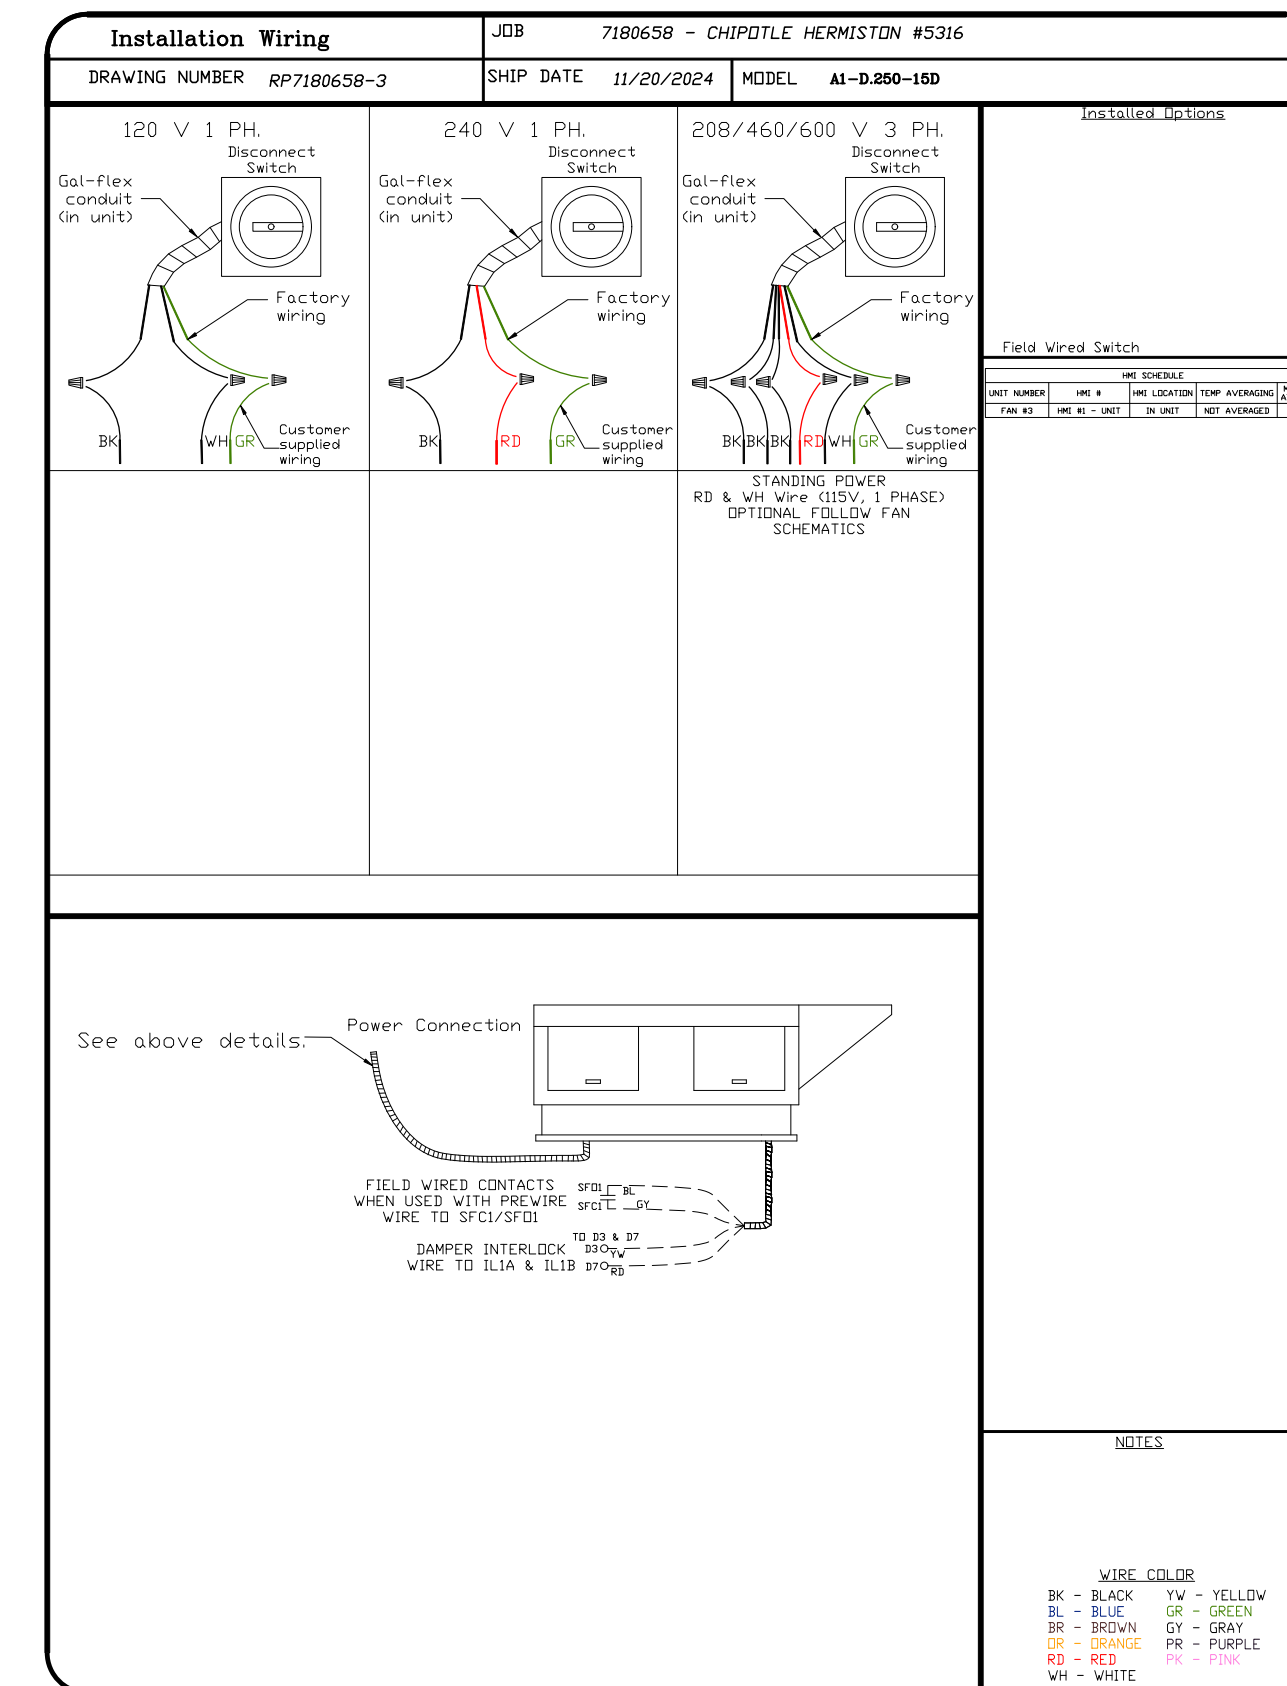 Installation Wiring
JOB 7180658 - CHIPOTLE HERMISTON #5316
DRAWING NUMBER RP7180658-3
SHIP DATE 11/20/2024
MODEL A1-D.250-15D
120 V 1 PH.
Disconnect
Switch
Gal-flex
conduit
(in unit)
Factory
wiring
BK
WH
GR
Customer
supplied
wiring
240 V 1 PH.
Disconnect
Switch
Gal-flex
conduit
(in unit)
Factory
wiring
BK
RD
GR
Customer
supplied
wiring
208/460/600 V 3 PH.
Disconnect
Switch
Gal-flex
conduit
(in unit)
Factory
wiring
BK
BK
BK
RD
WH
GR
Customer
supplied
wiring
STANDING POWER
RD & WH Wire (115V, 1 PHASE)
OPTIONAL FOLLOW FAN
SCHEMATICS
Installed Options
Field Wired Switch
HMI SCHEDULE
UNIT NUMBER HMI # HMI LOCATION TEMP AVERAGING
FAN #3 HMI #1 - UNIT IN UNIT NOT AVERAGED
See above details.
Power Connection
FIELD WIRED CONTACTS
WHEN USED WITH PREWIRE
WIRE TO SFC1/SFO1
SFO1
BL
SFC1
GY
TO D3 & D7
DAMPER INTERLOCK
WIRE TO IL1A & IL1B
D3
YW
D7
RD
NOTES
WIRE COLOR
BK - BLACK YW - YELLOW
BL - BLUE GR - GREEN
BR - BROWN GY - GRAY
OR - ORANGE PR - PURPLE
RD - RED PK - PINK
WH - WHITE